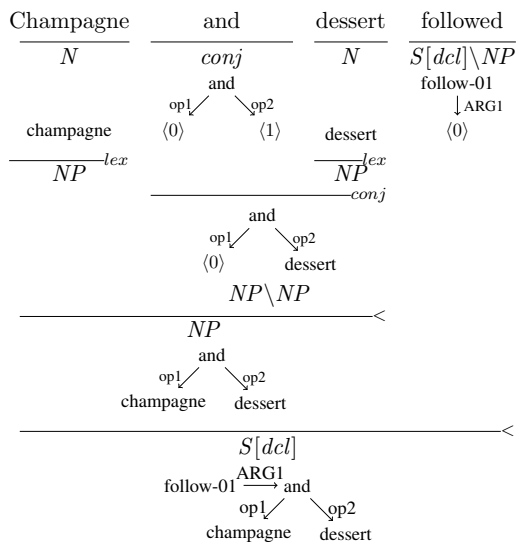 Champagne and dessert followed
N conj N S[dcl]\NP
and follow-01
op1 op2 ARG1
champagne ⟨0⟩ ⟨1⟩ dessert ⟨0⟩
lex lex
NP NP
conj
and
op1 op2
⟨0⟩ dessert
NP\NP
<
NP
and
op1 op2
champagne dessert
<
S[dcl]
follow-01 ARG1 and
op1 op2
champagne dessert